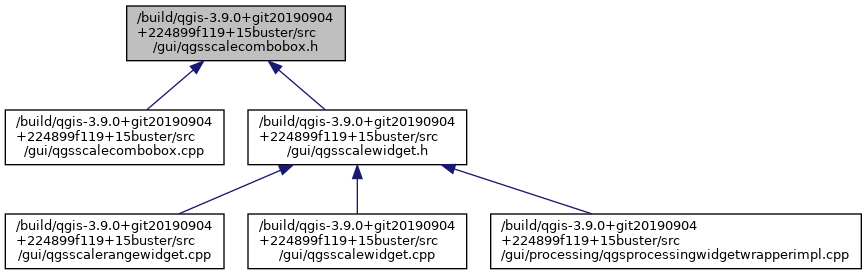 /build/qgis-3.9.0+git20190904
+224899f119+15buster/src
/gui/qgsscalecombobox.h
/build/qgis-3.9.0+git20190904
+224899f119+15buster/src
/gui/qgsscalecombobox.cpp
/build/qgis-3.9.0+git20190904
+224899f119+15buster/src
/gui/qgsscalewidget.h
/build/qgis-3.9.0+git20190904
+224899f119+15buster/src
/gui/qgsscalerangewidget.cpp
/build/qgis-3.9.0+git20190904
+224899f119+15buster/src
/gui/qgsscalewidget.cpp
/build/qgis-3.9.0+git20190904
+224899f119+15buster/src
/gui/processing/qgsprocessingwidgetwrapperimpl.cpp